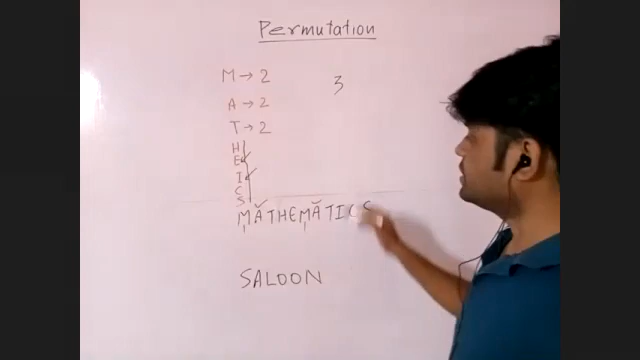 Permutation
M → 2
3
A → 2
T → 2
H
E
I
C
S
MATHEMATICS
SALOON